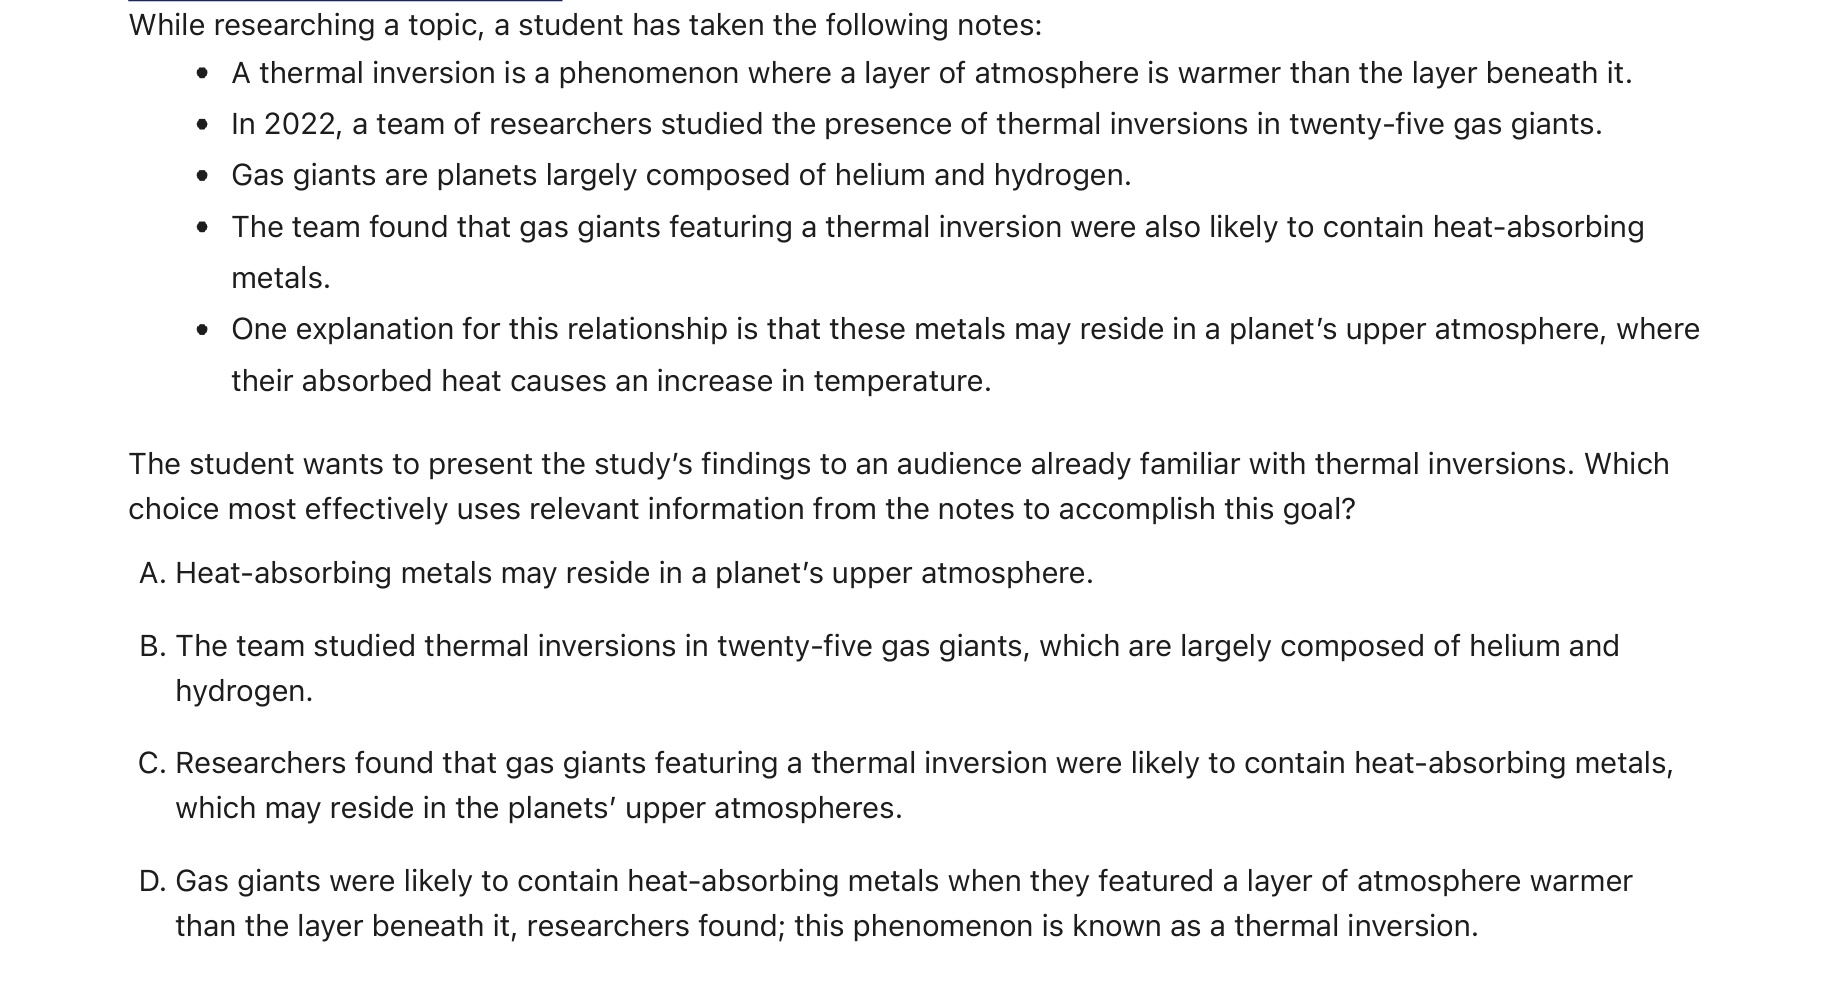 While researching a topic, a student has taken the following notes:
• A thermal inversion is a phenomenon where a layer of atmosphere is warmer than the layer beneath it.
• In 2022, a team of researchers studied the presence of thermal inversions in twenty-five gas giants.
• Gas giants are planets largely composed of helium and hydrogen.
• The team found that gas giants featuring a thermal inversion were also likely to contain heat-absorbing
metals.
• One explanation for this relationship is that these metals may reside in a planet’s upper atmosphere, where
their absorbed heat causes an increase in temperature.
The student wants to present the study’s findings to an audience already familiar with thermal inversions. Which
choice most effectively uses relevant information from the notes to accomplish this goal?
A. Heat-absorbing metals may reside in a planet’s upper atmosphere.
B. The team studied thermal inversions in twenty-five gas giants, which are largely composed of helium and
hydrogen.
C. Researchers found that gas giants featuring a thermal inversion were likely to contain heat-absorbing metals,
which may reside in the planets’ upper atmospheres.
D. Gas giants were likely to contain heat-absorbing metals when they featured a layer of atmosphere warmer
than the layer beneath it, researchers found; this phenomenon is known as a thermal inversion.